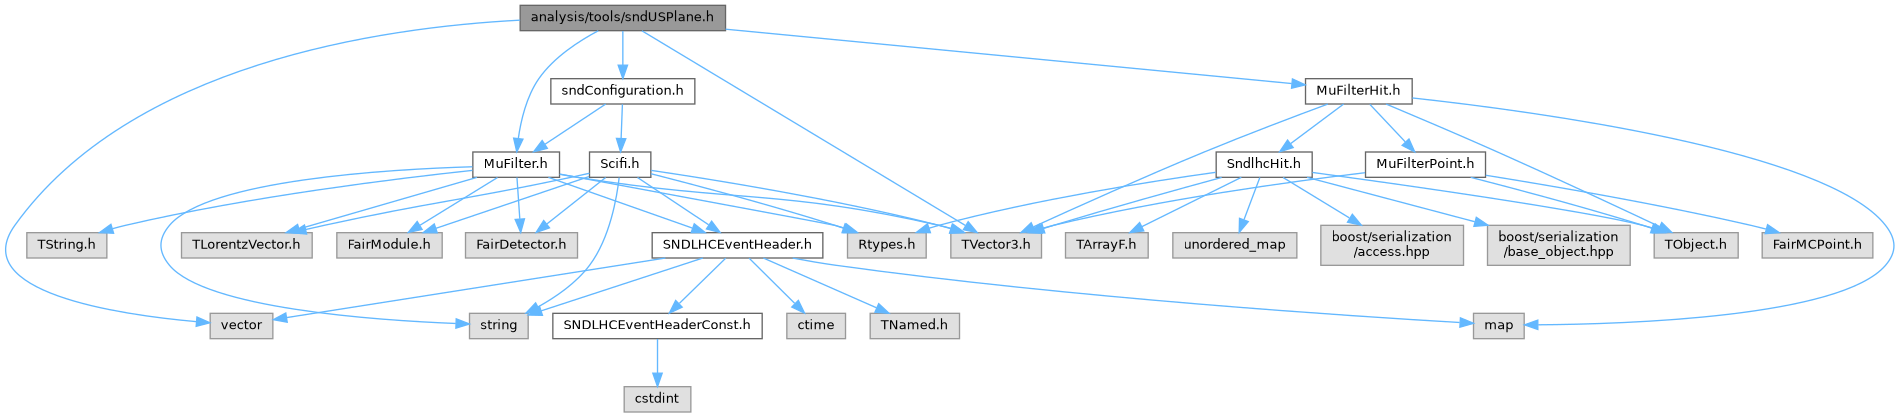 analysis/tools/sndUSPlane.h
sndConfiguration.h
MuFilterHit.h
MuFilter.h
Scifi.h
SndlhcHit.h
MuFilterPoint.h
TString.h
TLorentzVector.h
FairModule.h
FairDetector.h
SNDLHCEventHeader.h
Rtypes.h
TVector3.h
TArrayF.h
unordered_map
boost/serialization
/access.hpp
boost/serialization
/base_object.hpp
TObject.h
FairMCPoint.h
vector
string
SNDLHCEventHeaderConst.h
ctime
TNamed.h
map
cstdint